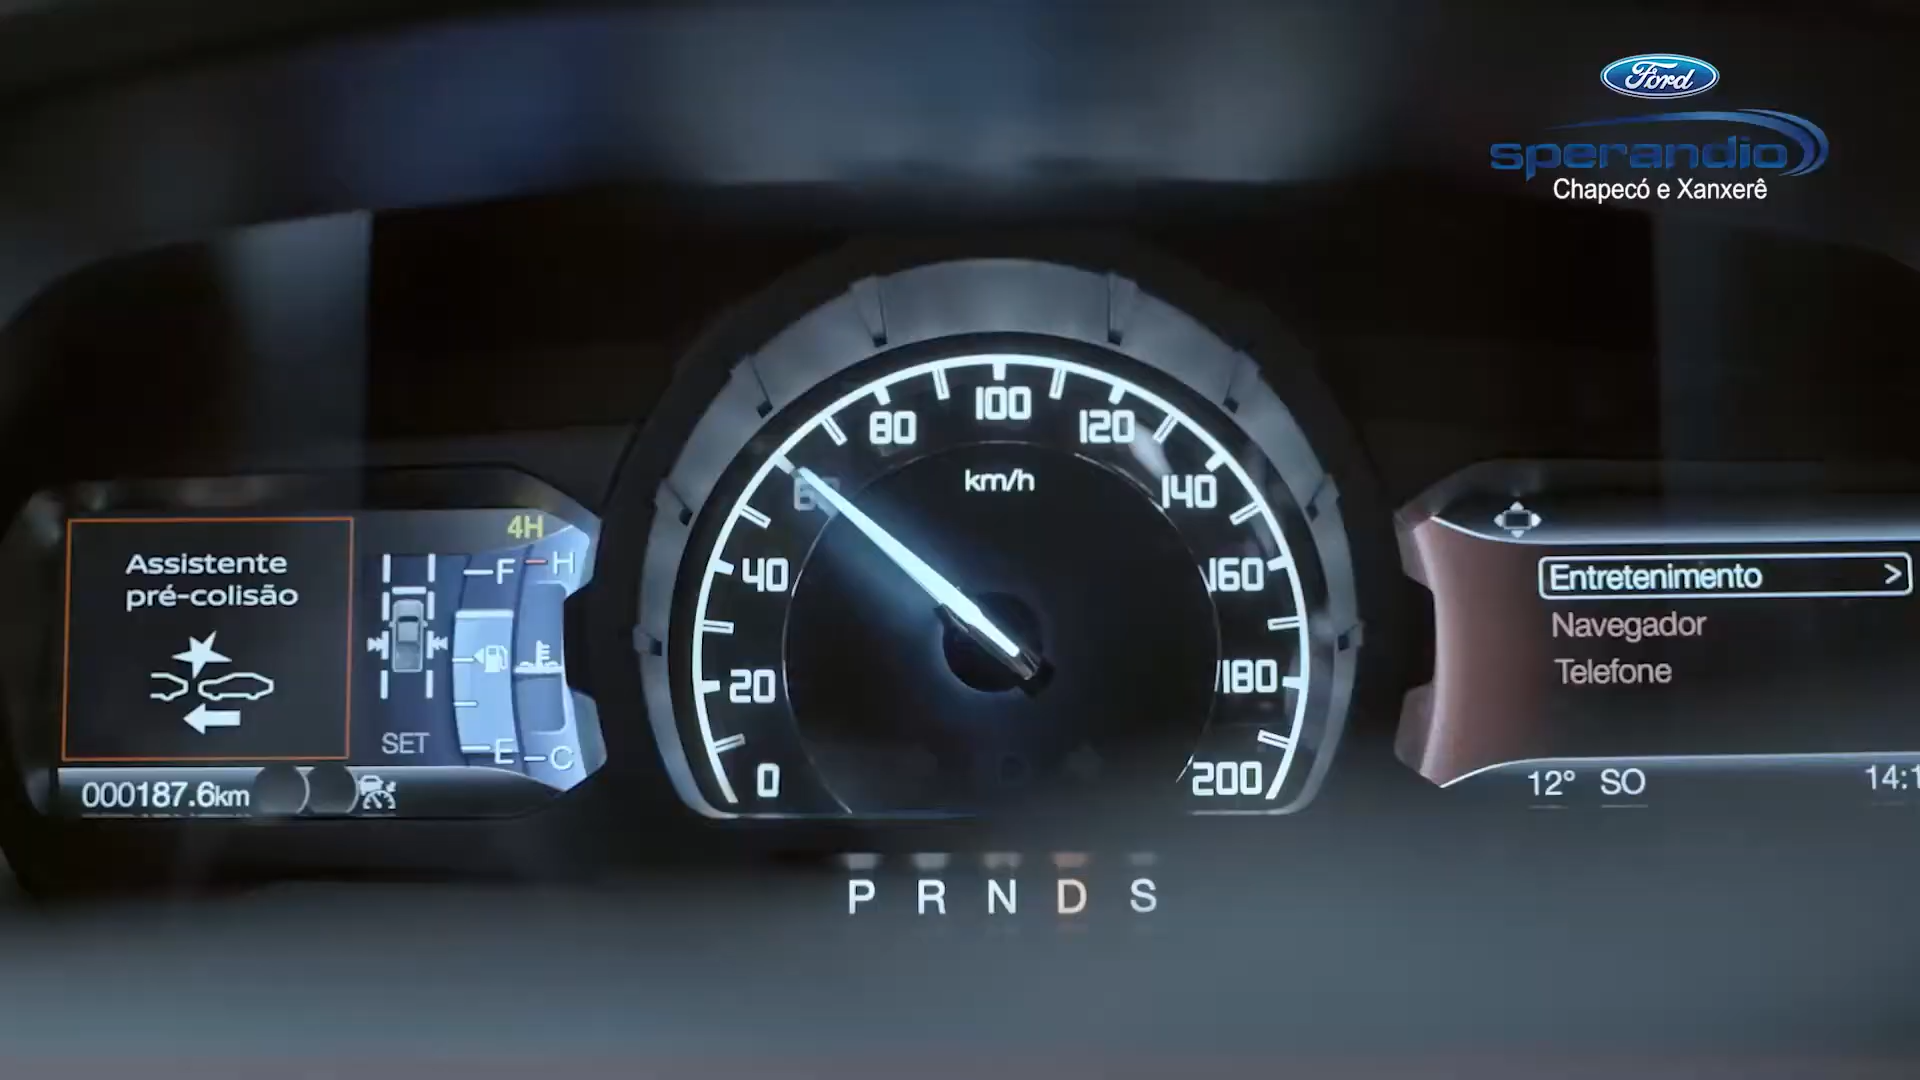 Ford
sperandio
Chapecó e Xanxerê
Assistente
pré-colisão
4H
F
H
SET
E
C
000187.6km
0
20
40
60
80
100
120
140
160
180
200
km/h
P R N D S
Entretenimento >
Navegador
Telefone
12° SO